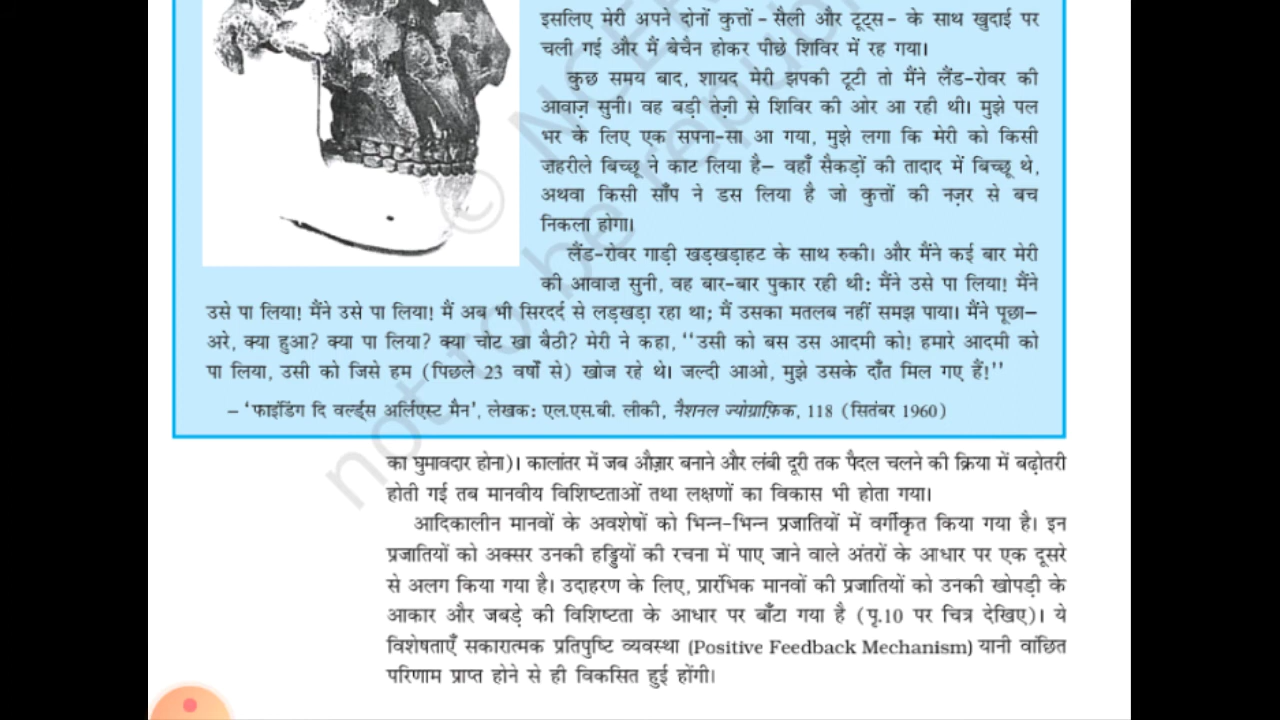 इसलिए मेरी अपने दोनों कुत्तों - सैली और टूट्स - के साथ खुदाई पर
चली गई और मैं बेचैन होकर पीछे शिविर में रह गया।
कुछ समय बाद, शायद मेरी झपकी टूटी तो मैंने लैंड-रोवर की
आवाज़ सुनी। वह बड़ी तेज़ी से शिविर की ओर आ रही थी। मुझे पल
भर के लिए एक सपना-सा आ गया, मुझे लगा कि मेरी को किसी
ज़हरीले बिच्छू ने काट लिया है– वहाँ सैकड़ों की तादाद में बिच्छू थे,
अथवा किसी साँप ने डस लिया है जो कुत्तों की नज़र से बच
निकला होगा।
लैंड-रोवर गाड़ी खड़खड़ाहट के साथ रुकी। और मैंने कई बार मेरी
की आवाज़ सुनी, वह बार-बार पुकार रही थी: मैंने उसे पा लिया! मैंने
उसे पा लिया! मैंने उसे पा लिया! मैं अब भी सिरदर्द से लड़खड़ा रहा था; मैं उसका मतलब नहीं समझ पाया। मैंने पूछा–
अरे, क्या हुआ? क्या पा लिया? क्या चोट खा बैठी? मेरी ने कहा, ''उसी को बस उस आदमी को! हमारे आदमी को
पा लिया, उसी को जिसे हम (पिछले 23 वर्षों से) खोज रहे थे। जल्दी आओ, मुझे उसके दाँत मिल गए हैं!''
– 'फाइंडिंग दि वर्ल्ड्स अर्लिएस्ट मैन', लेखक: एल.एस.बी. लीकी, नैशनल ज्योग्राफ़िक, 118 (सितंबर 1960)
का घुमावदार होना)। कालांतर में जब औज़ार बनाने और लंबी दूरी तक पैदल चलने की क्रिया में बढ़ोतरी
होती गई तब मानवीय विशिष्टताओं तथा लक्षणों का विकास भी होता गया।
आदिकालीन मानवों के अवशेषों को भिन्न-भिन्न प्रजातियों में वर्गीकृत किया गया है। इन
प्रजातियों को अक्सर उनकी हड्डियों की रचना में पाए जाने वाले अंतरों के आधार पर एक दूसरे
से अलग किया गया है। उदाहरण के लिए, प्रारंभिक मानवों की प्रजातियों को उनकी खोपड़ी के
आकार और जबड़े की विशिष्टता के आधार पर बाँटा गया है (पृ.10 पर चित्र देखिए)। ये
विशेषताएँ सकारात्मक प्रतिपुष्टि व्यवस्था (Positive Feedback Mechanism) यानी वांछित
परिणाम प्राप्त होने से ही विकसित हुई होंगी।
not to be republ
© NCE